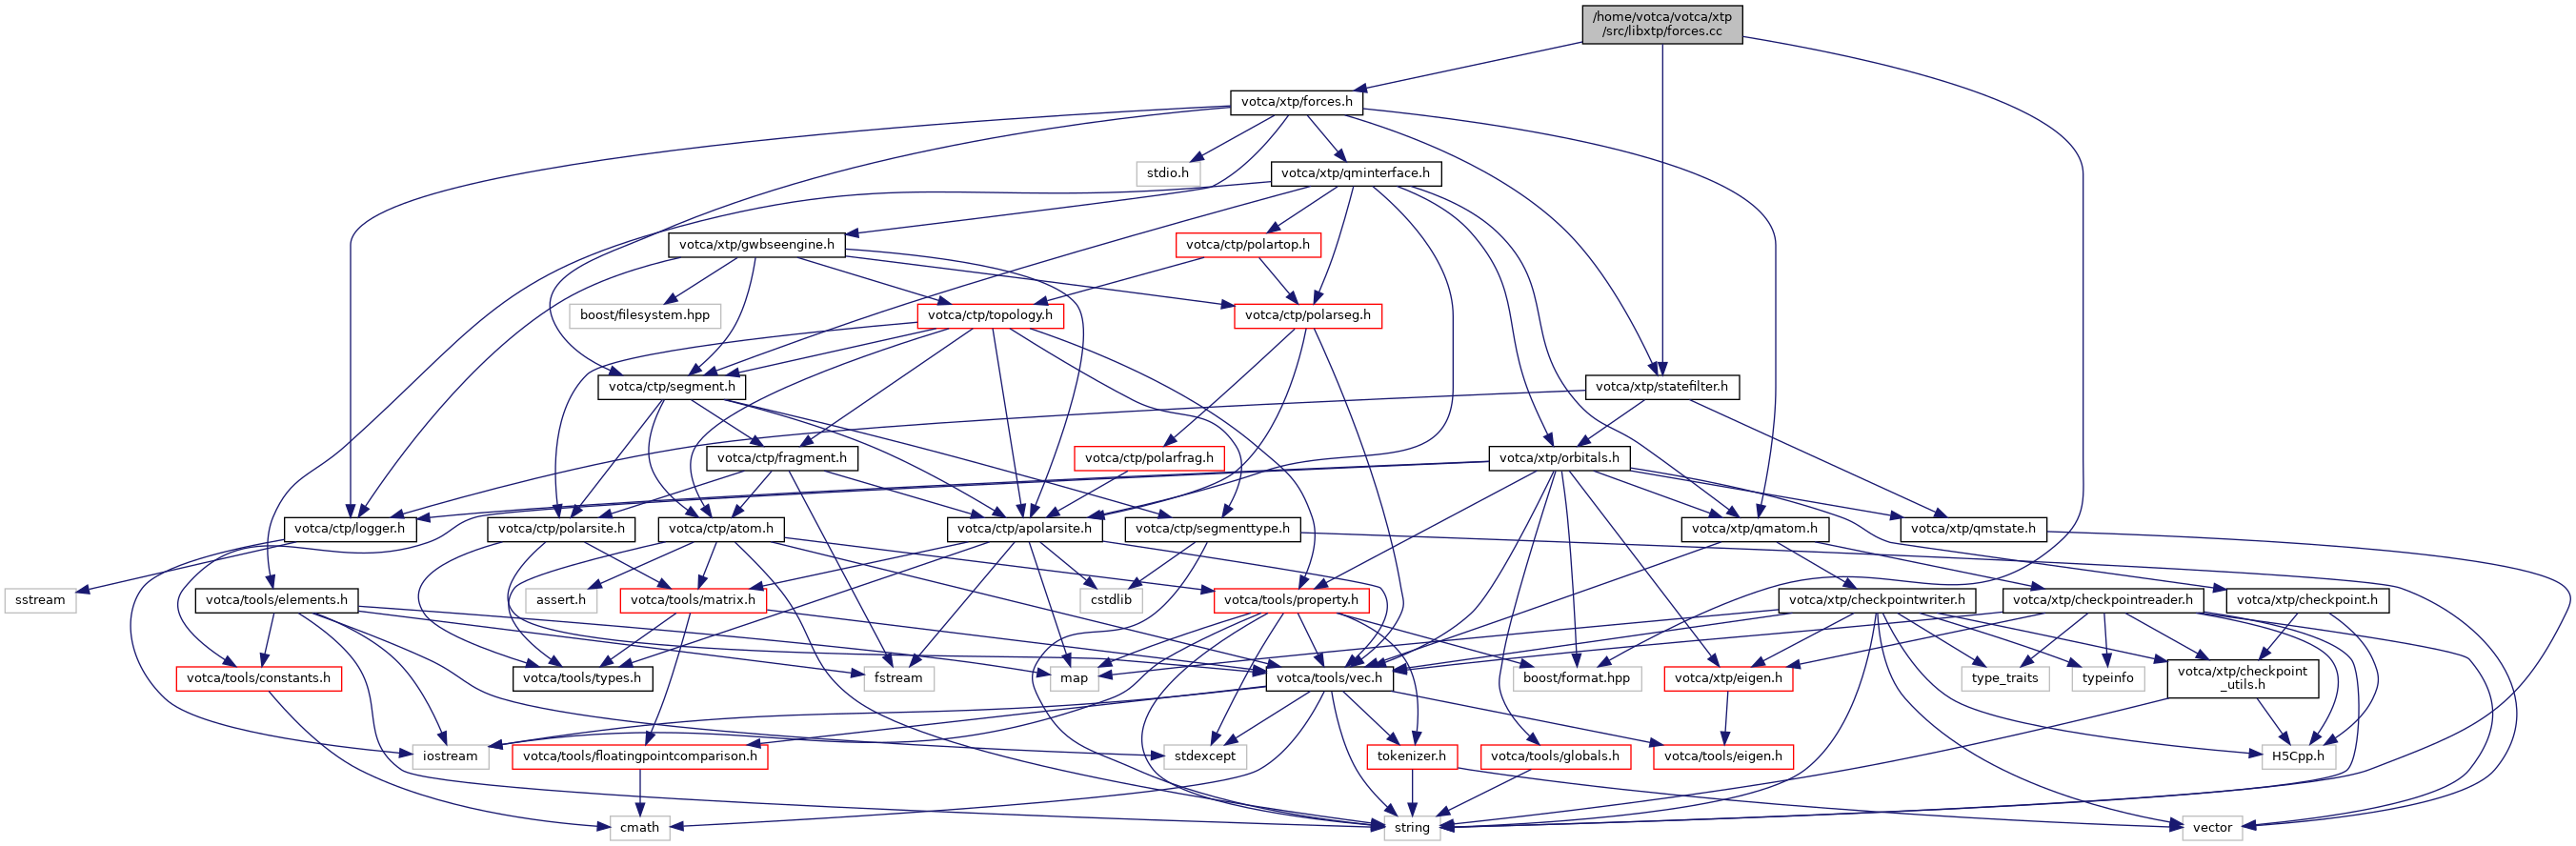 /home/votca/votca/xtp
/src/libxtp/forces.cc
votca/xtp/forces.h
stdio.h
votca/xtp/qminterface.h
votca/xtp/gwbseengine.h
votca/ctp/polartop.h
boost/filesystem.hpp
votca/ctp/topology.h
votca/ctp/polarseg.h
votca/ctp/segment.h
votca/xtp/statefilter.h
votca/ctp/fragment.h
votca/ctp/polarfrag.h
votca/xtp/orbitals.h
votca/ctp/logger.h
votca/ctp/polarsite.h
votca/ctp/atom.h
votca/ctp/apolarsite.h
votca/ctp/segmenttype.h
votca/xtp/qmatom.h
votca/xtp/qmstate.h
sstream
votca/tools/elements.h
assert.h
votca/tools/matrix.h
cstdlib
votca/tools/property.h
votca/xtp/checkpointwriter.h
votca/xtp/checkpointreader.h
votca/xtp/checkpoint.h
votca/tools/constants.h
votca/tools/types.h
fstream
map
votca/tools/vec.h
boost/format.hpp
votca/xtp/eigen.h
type_traits
typeinfo
votca/xtp/checkpoint
_utils.h
iostream
votca/tools/floatingpointcomparison.h
stdexcept
tokenizer.h
votca/tools/globals.h
votca/tools/eigen.h
H5Cpp.h
cmath
string
vector